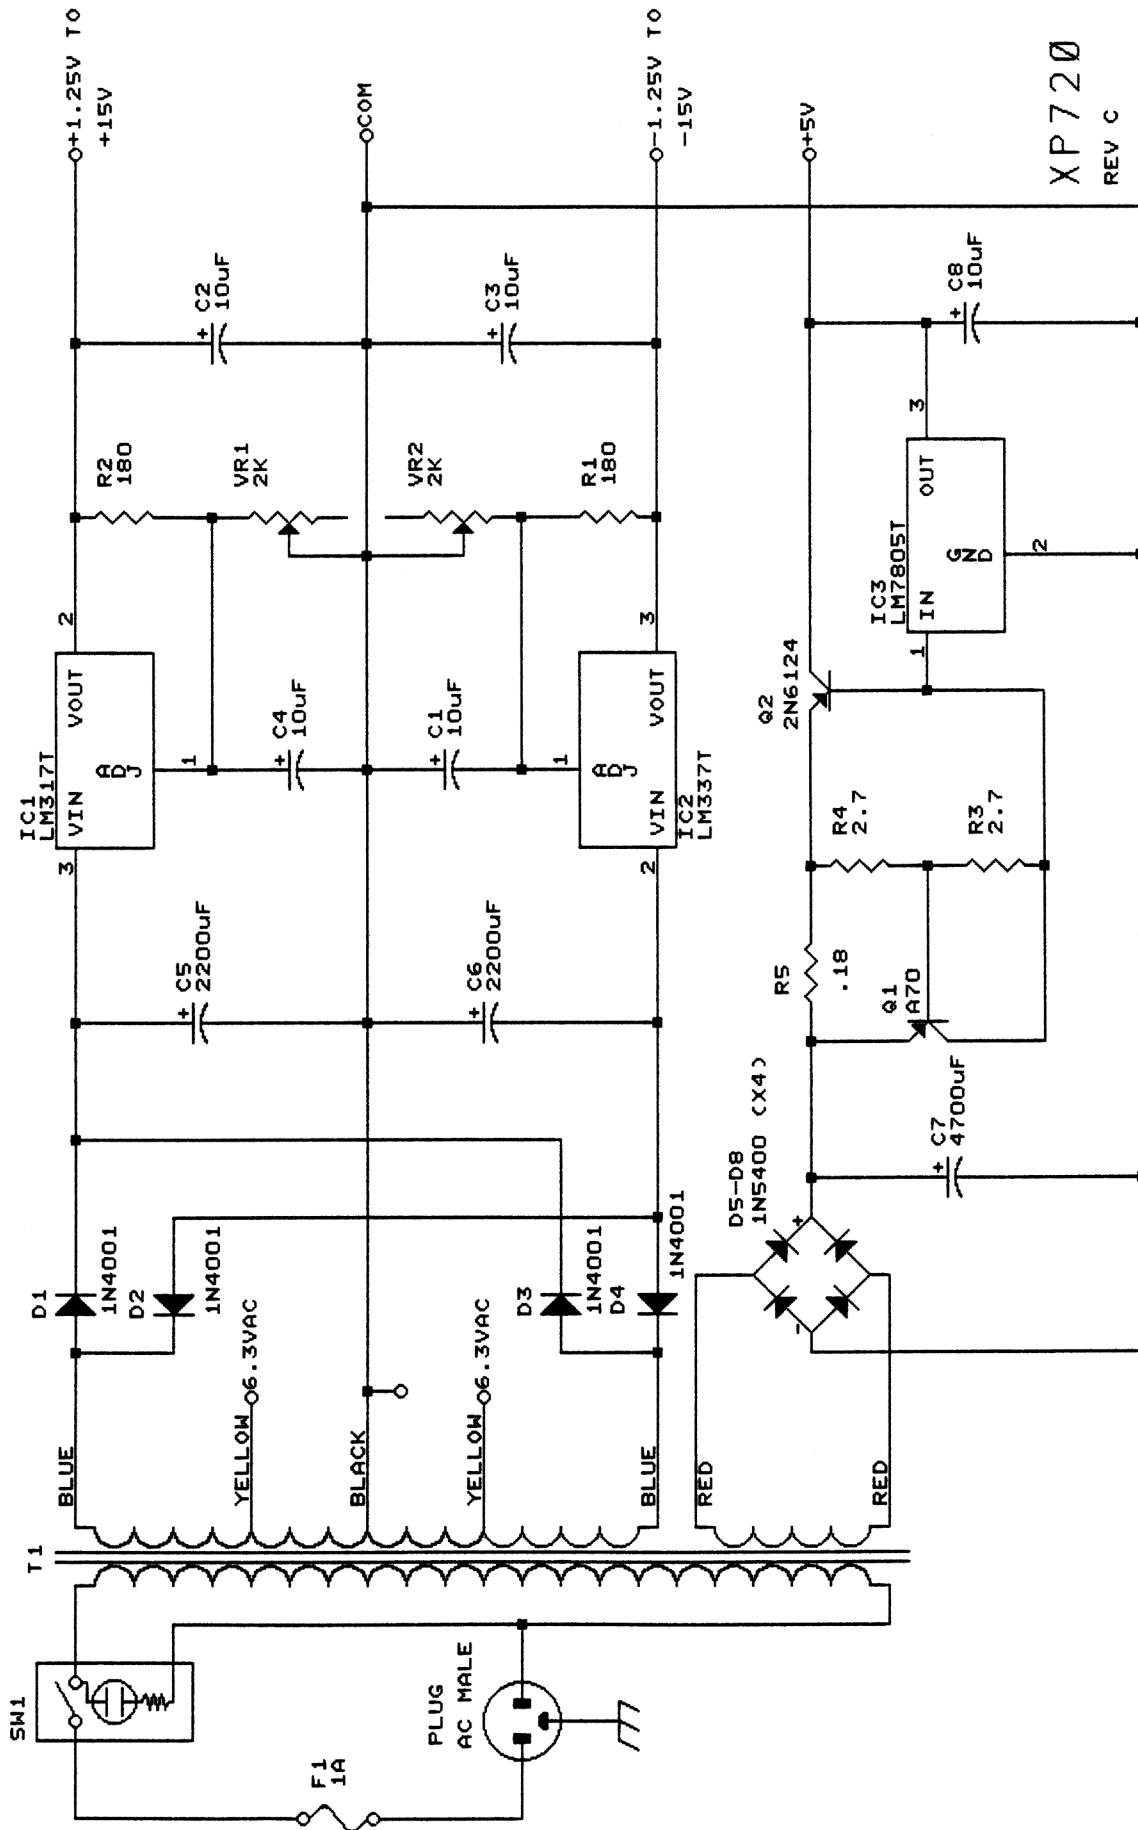 SW1
F1
1A
PLUG
AC MALE
T1
BLUE
YELLOW
6.3VAC
BLACK
YELLOW
6.3VAC
BLUE
RED
RED
D1
1N4001
D2
1N4001
D3
1N4001
D4
1N4001
D5-D8
1N5400 (X4)
+
-
C5
2200uF
+
C6
2200uF
+
IC1
LM317T
VIN
VOUT
ADJ
3
2
1
C4
10uF
+
C1
10uF
+
IC2
LM337T
VIN
VOUT
ADJ
2
3
1
R2
180
VR1
2K
VR2
2K
R1
180
C2
10uF
+
C3
10uF
+
+1.25V TO
+15V
COM
-1.25V TO
-15V
C7
4700uF
+
Q1
A70
R5
.18
R4
2.7
R3
2.7
Q2
2N6124
IC3
LM7805T
IN
OUT
GND
1
3
2
C8
10uF
+
+5V
XP720
REV C